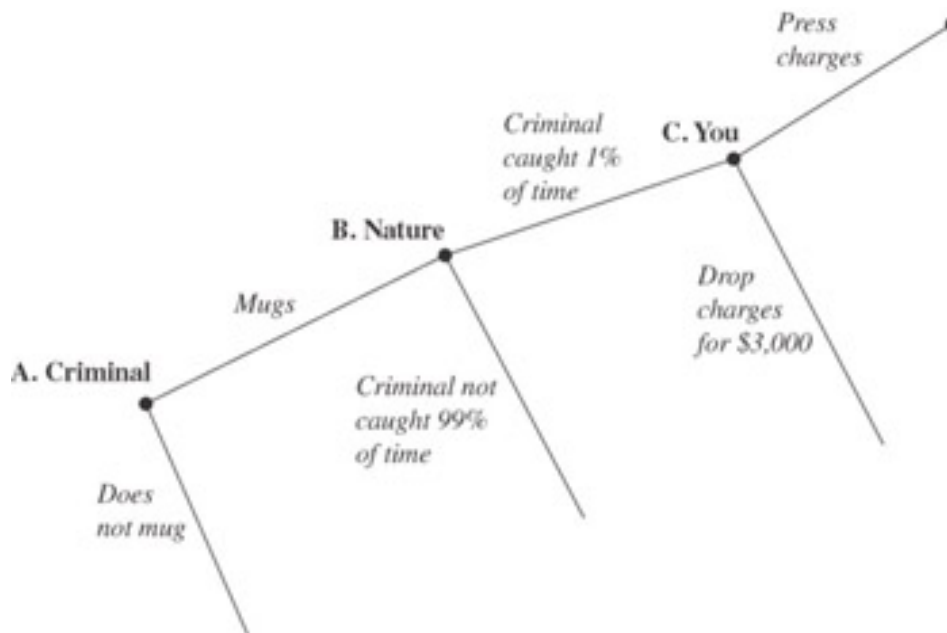 Press
charges
Criminal
caught 1%
of time
C. You
B. Nature
Mugs
Drop
charges
for $3,000
A. Criminal
Criminal not
caught 99%
of time
Does
not mug